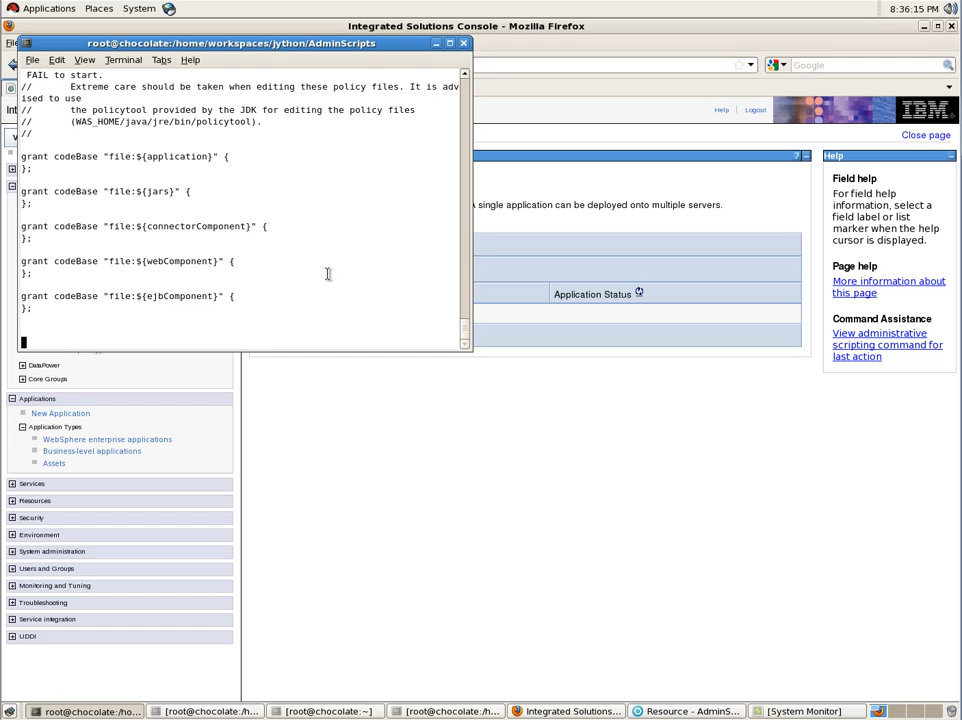 Applications Places System 8:36:15 PM
Integrated Solutions Console - Mozilla Firefox
root@chocolate:/home/workspaces/jython/AdminScripts
File Edit View Terminal Tabs Help
FAIL to start.
// Extreme care should be taken when editing these policy files. It is adv
ised to use
// the policytool provided by the JDK for editing the policy files
// (WAS_HOME/java/jre/bin/policytool).
//
grant codeBase "file:${application}" {
};
grant codeBase "file:${jars}" {
};
grant codeBase "file:${connectorComponent}" {
};
grant codeBase "file:${webComponent}" {
};
grant codeBase "file:${ejbComponent}" {
};
Google
Help Logout IBM
Close page
? Help
A single application can be deployed onto multiple servers.
Application Status
Field help
For field help
information, select a
field label or list
marker when the help
cursor is displayed.
Page help
More information about
this page
Command Assistance
View administrative
scripting command for
last action
DataPower
Core Groups
Applications
New Application
Application Types
WebSphere enterprise applications
Business-level applications
Assets
Services
Resources
Security
Environment
System administration
Users and Groups
Monitoring and Tuning
Troubleshooting
Service integration
UDDI
root@chocolate:/ho... [root@chocolate:/h... [root@chocolate:~] [root@chocolate:/h... Integrated Solutions... Resource - AdminS... [System Monitor]